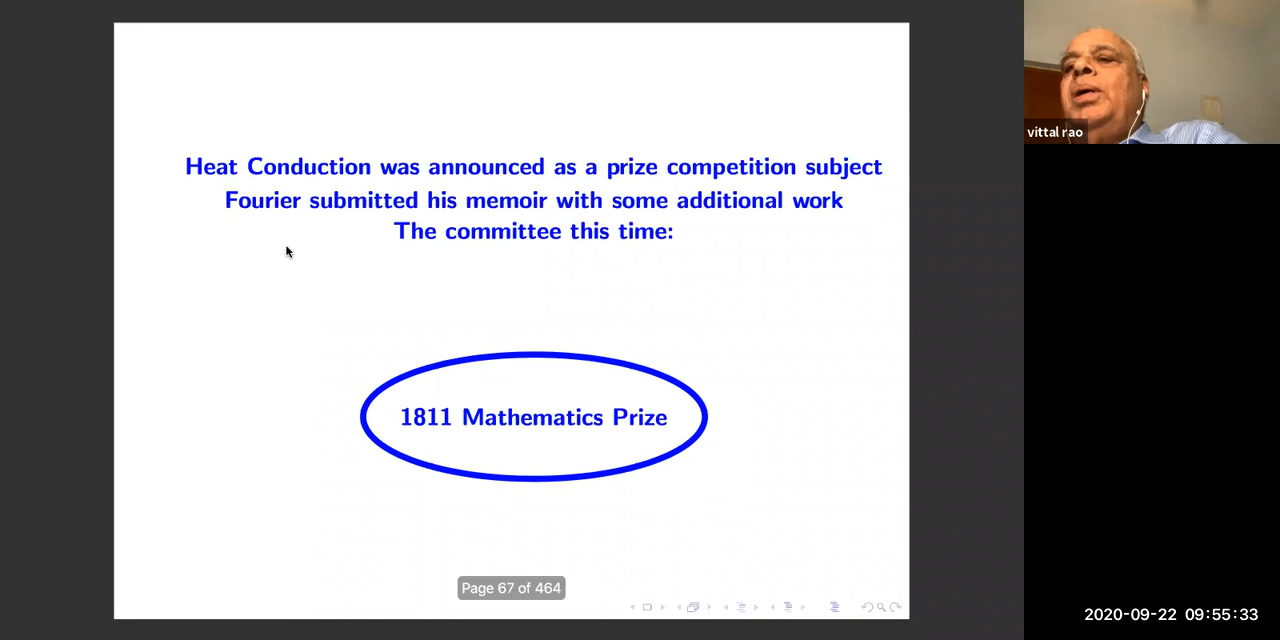 Heat Conduction was announced as a prize competition subject
Fourier submitted his memoir with some additional work
The committee this time:
1811 Mathematics Prize
Page 67 of 464
vittal rao
2020-09-22 09:55:33